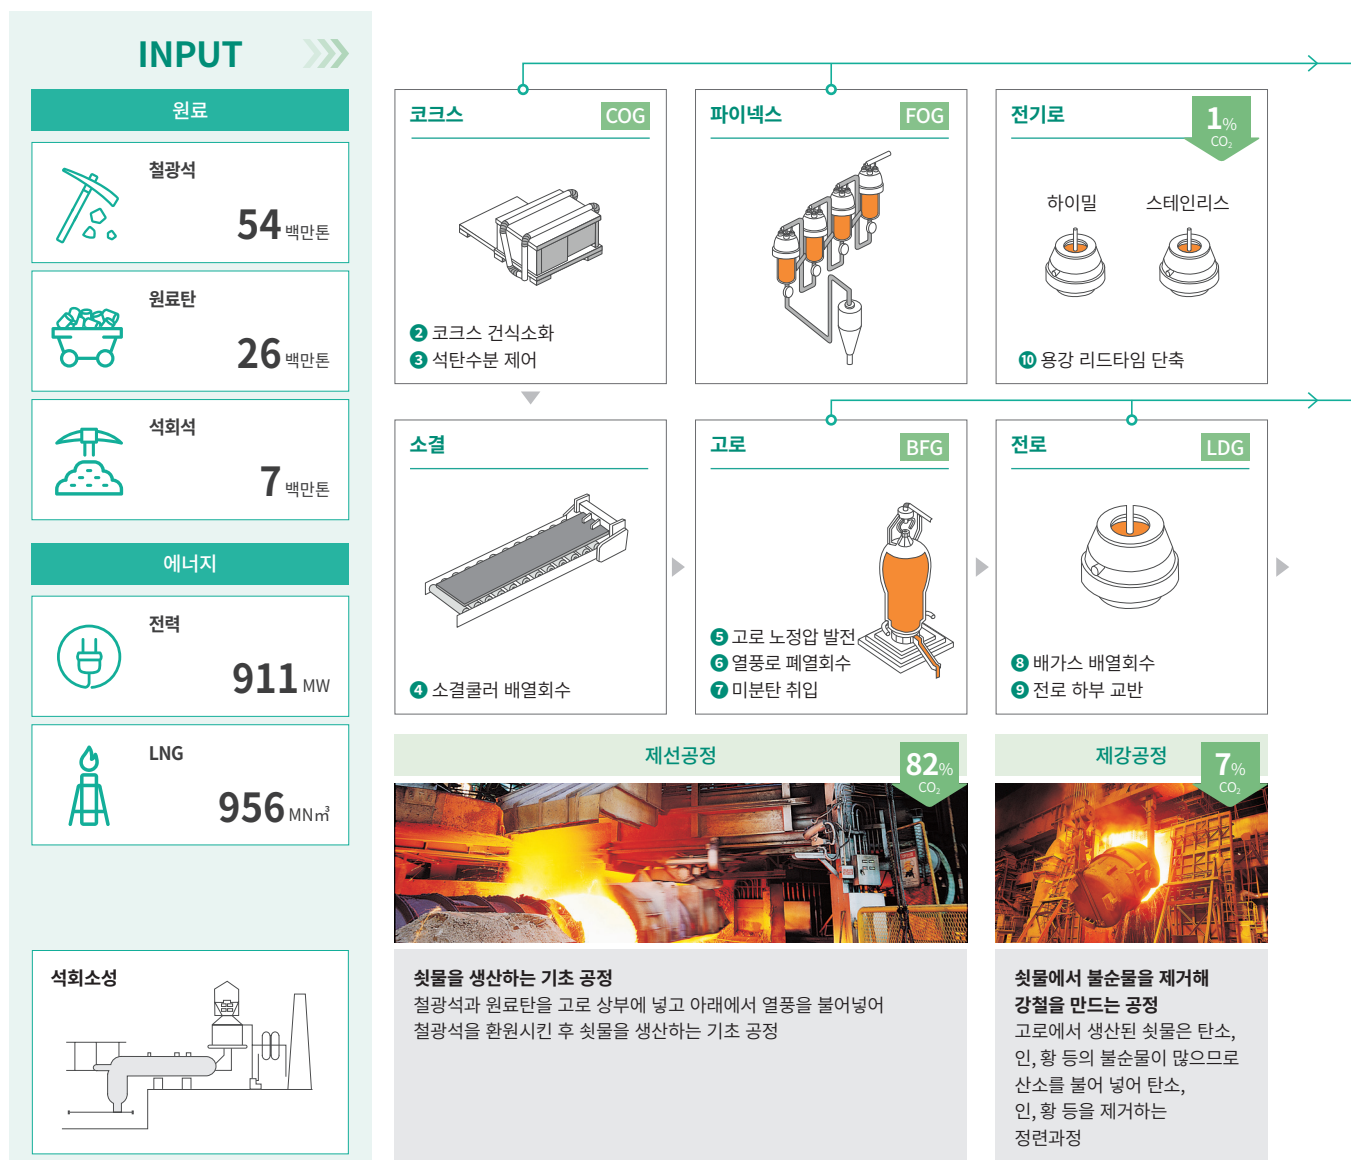 INPUT
원료
철광석
54 백만톤
원료탄
26 백만톤
석회석
7 백만톤
에너지
전력
911 MW
LNG
956 MN㎥
석회소성
코크스
COG
❷ 코크스 건식소화
❸ 석탄수분 제어
파이넥스
FOG
전기로
1%
CO₂
하이밀
스테인리스
❿ 용강 리드타임 단축
소결
❹ 소결쿨러 배열회수
고로
BFG
❺ 고로 노정압 발전
❻ 열풍로 폐열회수
❼ 미분탄 취입
전로
LDG
❽ 배가스 배열회수
❾ 전로 하부 교반
제선공정
82%
CO₂
쇳물을 생산하는 기초 공정
철광석과 원료탄을 고로 상부에 넣고 아래에서 열풍을 불어넣어
철광석을 환원시킨 후 쇳물을 생산하는 기초 공정
제강공정
7%
CO₂
쇳물에서 불순물을 제거해
강철을 만드는 공정
고로에서 생산된 쇳물은 탄소,
인, 황 등의 불순물이 많으므로
산소를 불어 넣어 탄소,
인, 황 등을 제거하는
정련과정